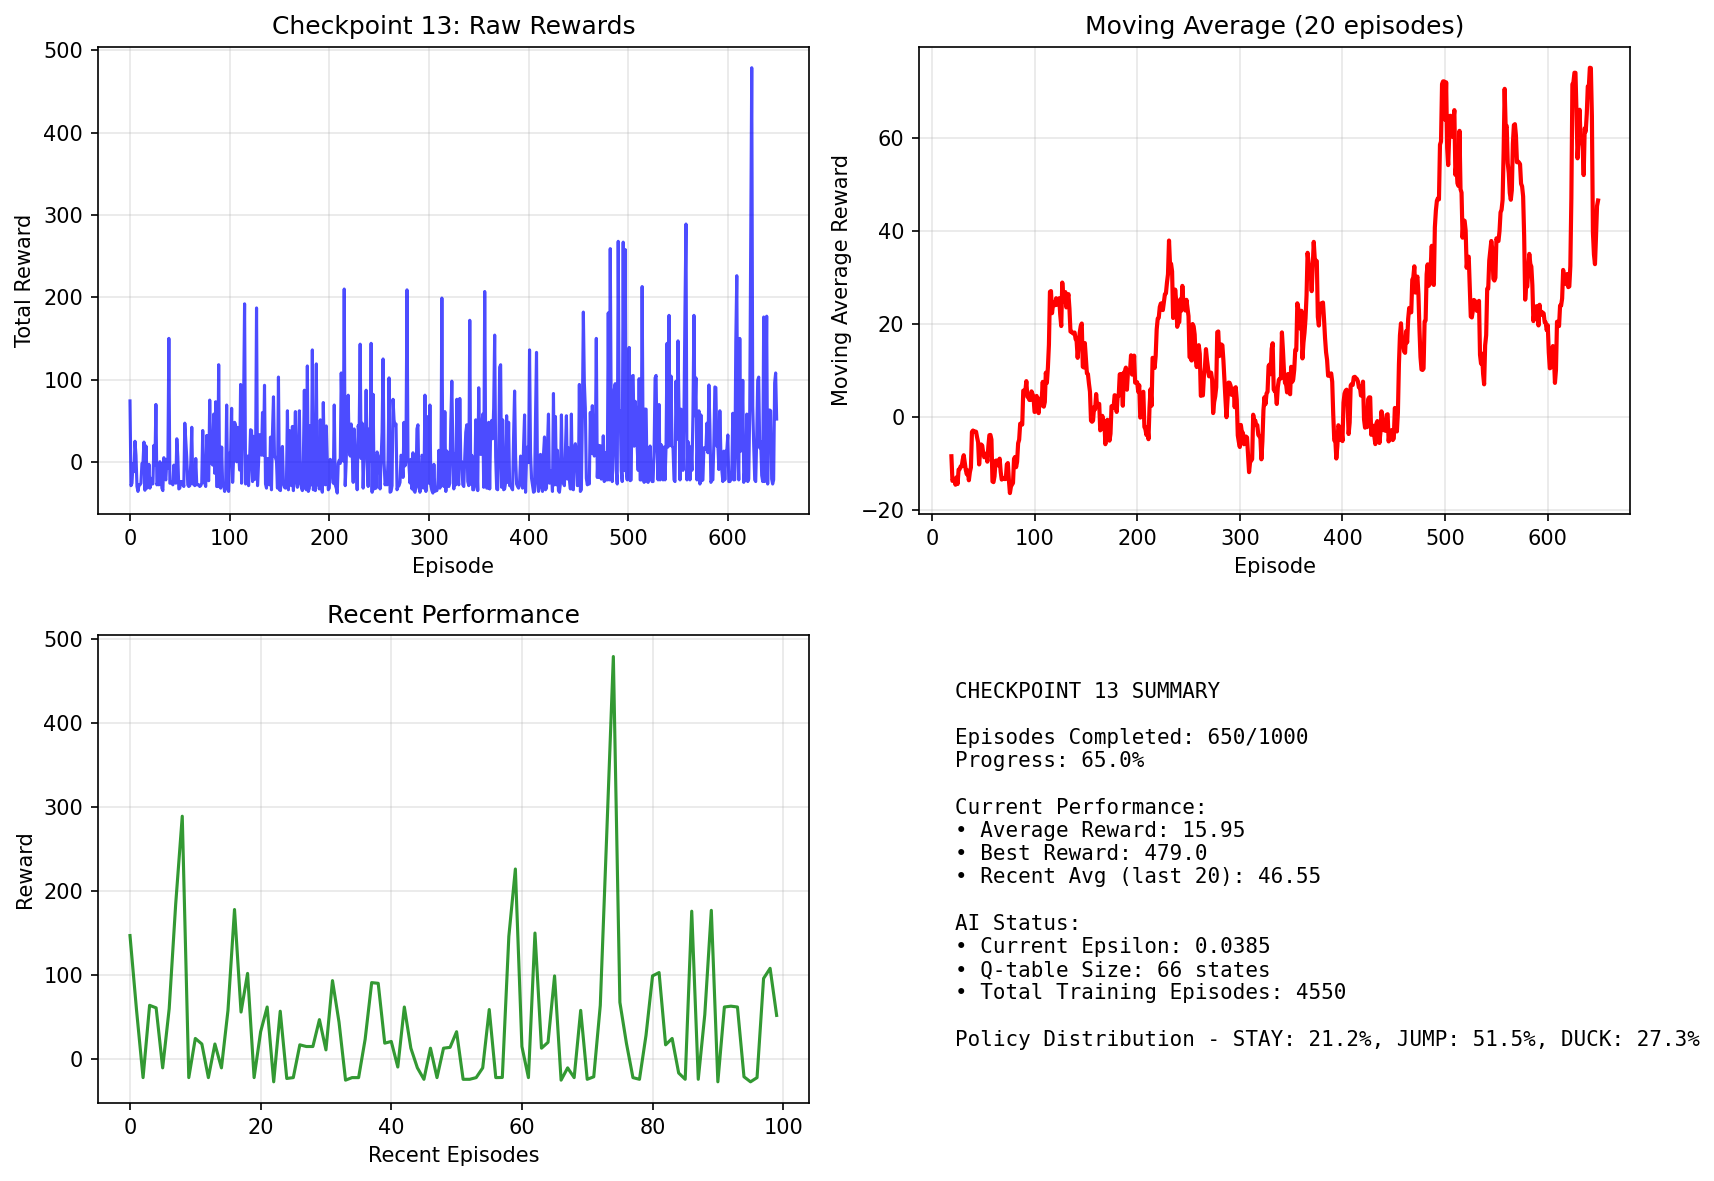 Checkpoint 13: Raw Rewards
500
400
300
200
100
0
Total Reward
0 100 200 300 400 500 600
Episode
Moving Average (20 episodes)
60
40
20
0
−20
Moving Average Reward
0 100 200 300 400 500 600
Episode
Recent Performance
500
400
300
200
100
0
Reward
0 20 40 60 80 100
Recent Episodes
CHECKPOINT 13 SUMMARY
Episodes Completed: 650/1000
Progress: 65.0%
Current Performance:
• Average Reward: 15.95
• Best Reward: 479.0
• Recent Avg (last 20): 46.55
AI Status:
• Current Epsilon: 0.0385
• Q-table Size: 66 states
• Total Training Episodes: 4550
Policy Distribution - STAY: 21.2%, JUMP: 51.5%, DUCK: 27.3%